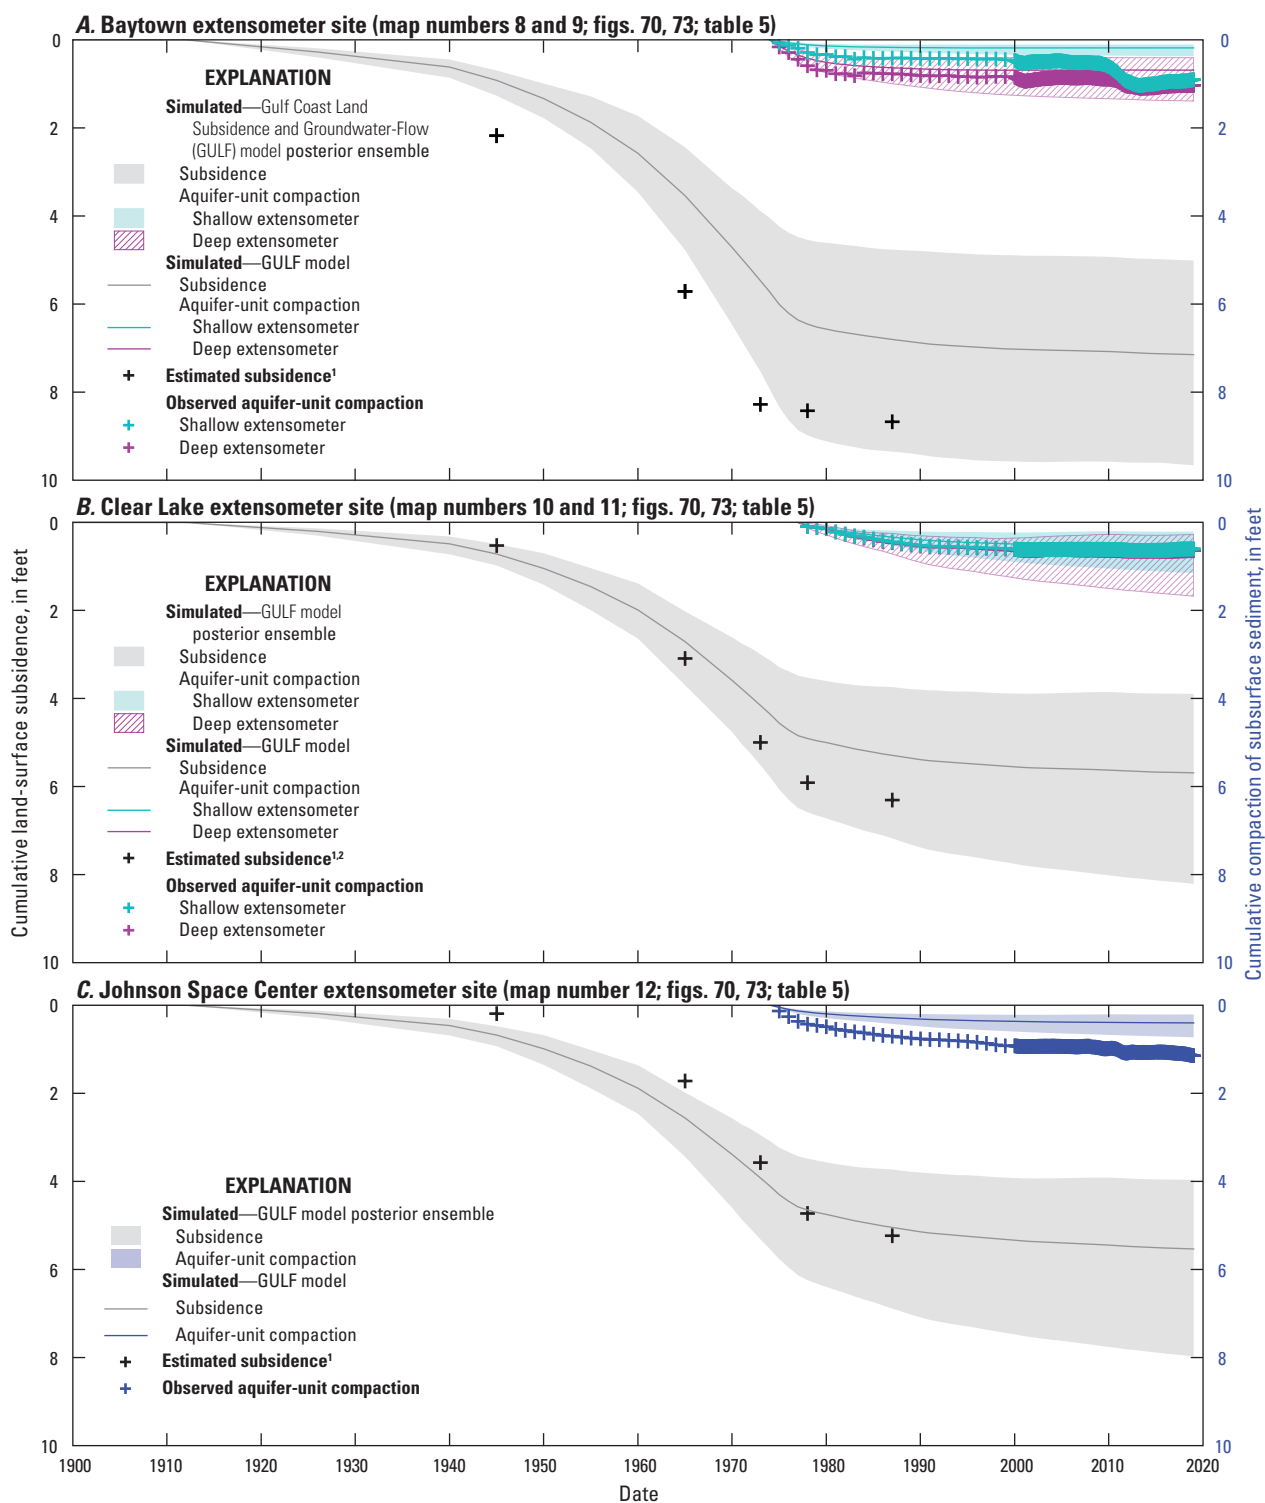 A. Baytown extensometer site (map numbers 8 and 9; figs. 70, 73; table 5)
0
2
4
6
8
10
0
2
4
6
8
10
EXPLANATION
Simulated—Gulf Coast Land
Subsidence and Groundwater-Flow
(GULF) model posterior ensemble
Subsidence
Aquifer-unit compaction
Shallow extensometer
Deep extensometer
Simulated—GULF model
Subsidence
Aquifer-unit compaction
Shallow extensometer
Deep extensometer
Estimated subsidence¹
Observed aquifer-unit compaction
Shallow extensometer
Deep extensometer
B. Clear Lake extensometer site (map numbers 10 and 11; figs. 70, 73; table 5)
0
2
4
6
8
10
0
2
4
6
8
10
EXPLANATION
Simulated—GULF model
posterior ensemble
Subsidence
Aquifer-unit compaction
Shallow extensometer
Deep extensometer
Simulated—GULF model
Subsidence
Aquifer-unit compaction
Shallow extensometer
Deep extensometer
Estimated subsidence¹,²
Observed aquifer-unit compaction
Shallow extensometer
Deep extensometer
Cumulative land-surface subsidence, in feet
Cumulative compaction of subsurface sediment, in feet
C. Johnson Space Center extensometer site (map number 12; figs. 70, 73; table 5)
0
2
4
6
8
10
0
2
4
6
8
10
EXPLANATION
Simulated—GULF model posterior ensemble
Subsidence
Aquifer-unit compaction
Simulated—GULF model
Subsidence
Aquifer-unit compaction
Estimated subsidence¹
Observed aquifer-unit compaction
1900 1910 1920 1930 1940 1950 1960 1970 1980 1990 2000 2010 2020
Date